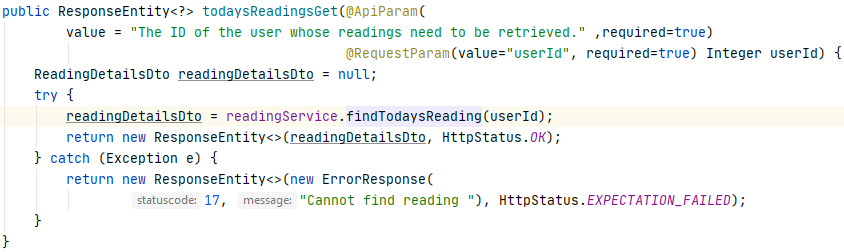 public ResponseEntity<?> todaysReadingsGet(@ApiParam(
        value = "The ID of the user whose readings need to be retrieved." ,required=true)
                                           @RequestParam(value="userId", required=true) Integer userId) {
    ReadingDetailsDto readingDetailsDto = null;
    try {
        readingDetailsDto = readingService.findTodaysReading(userId);
        return new ResponseEntity<>(readingDetailsDto, HttpStatus.OK);
    } catch (Exception e) {
        return new ResponseEntity<>(new ErrorResponse(
                statuscode: 17, message: "Cannot find reading "), HttpStatus.EXPECTATION_FAILED);
    }
}